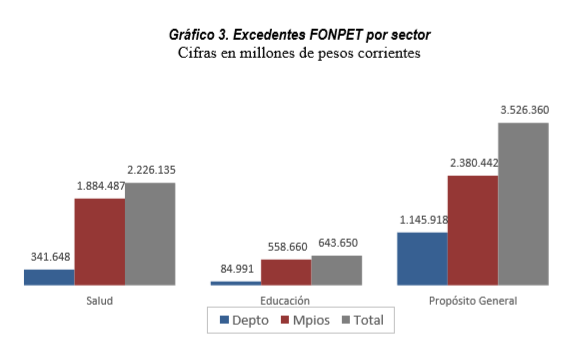 Gráfico 3. Excedentes FONPET por sector
Cifras en millones de pesos corrientes
3.526.360
2.380.442
2.226.135
1.884.487
1.145.918
341.648
558.660
643.650
84.991
Salud
Educación
Propósito General
Depto
Mpios
Total